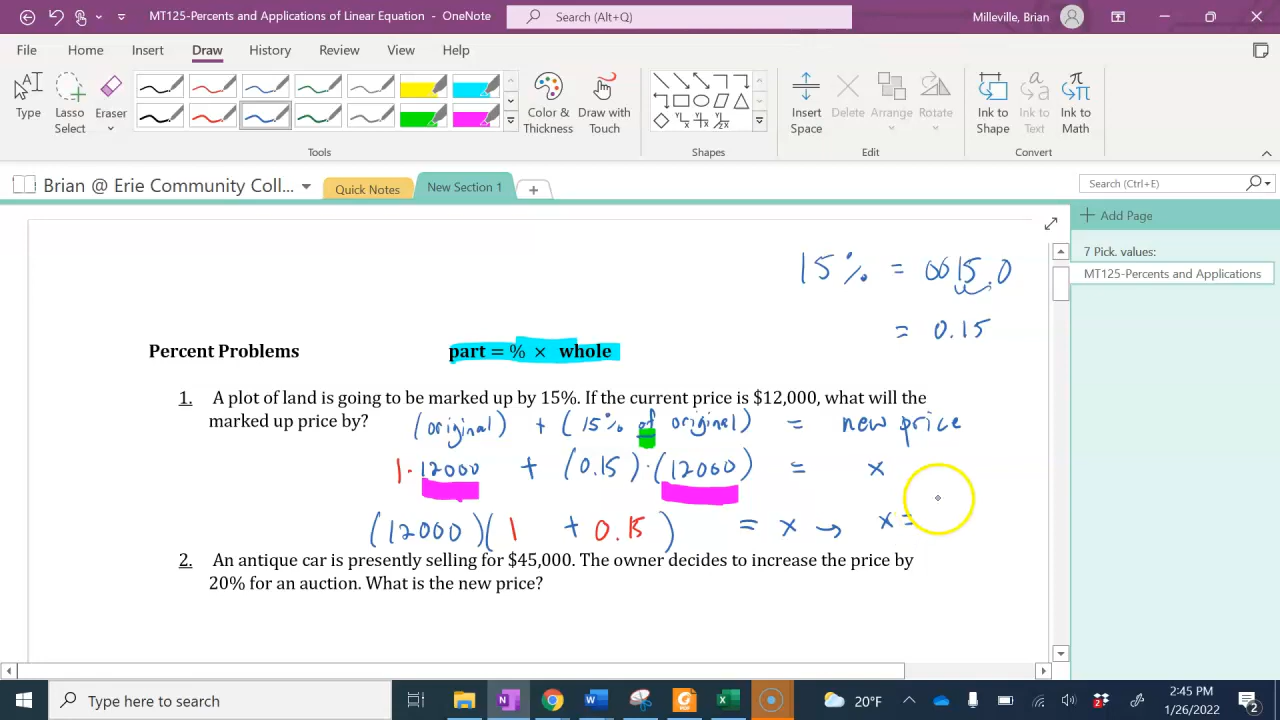 MT125-Percents and Applications of Linear Equation - OneNote
Search (Alt+Q)
Milleville, Brian
File Home Insert Draw History Review View Help
Type
Lasso Select
Eraser
Color & Thickness
Draw with Touch
Insert Space
Delete
Arrange
Rotate
Ink to Shape
Ink to Text
Ink to Math
Tools
Shapes
Edit
Convert
Brian @ Erie Community Coll...
Quick Notes
New Section 1
Search (Ctrl+E)
Add Page
7 Pick. values:
MT125-Percents and Applications
15% = 0015.0
= 0.15
Percent Problems part = % × whole
1. A plot of land is going to be marked up by 15%. If the current price is $12,000, what will the
marked up price by?
(original) + (15% of original) = new price
1·12000 + (0.15)·(12000) = x
(12000)(1 + 0.15) = x → x =
2. An antique car is presently selling for $45,000. The owner decides to increase the price by
20% for an auction. What is the new price?
Type here to search
20°F
2:45 PM
1/26/2022
2